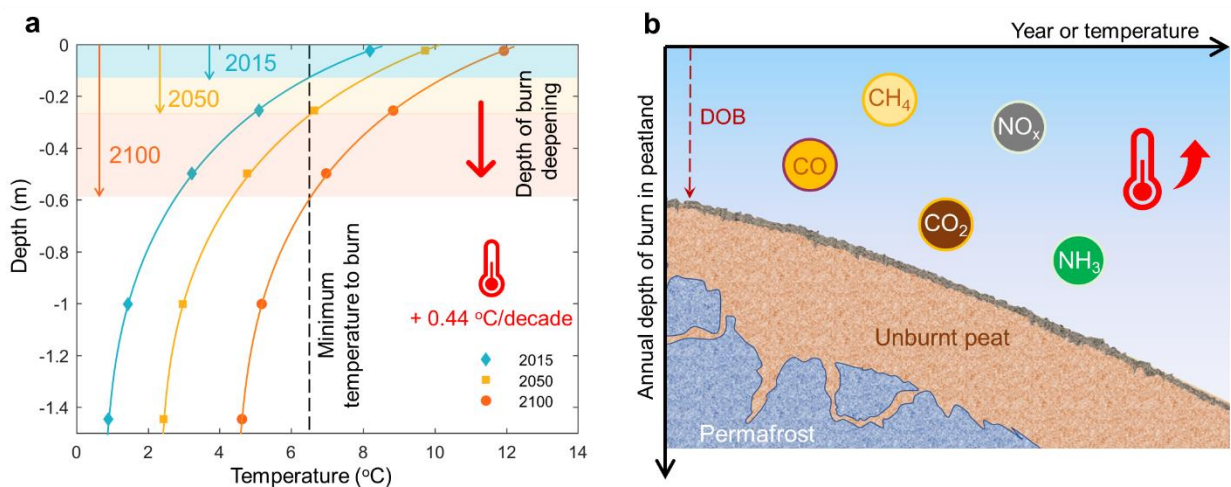 a
0
-0.2
-0.4
-0.6
-0.8
-1
-1.2
-1.4
Depth (m)
0 2 4 6 8 10 12 14
Temperature (°C)
2015
2050
2100
Minimum
temperature to burn
Depth of burn
deepening
+ 0.44 °C/decade
2015
2050
2100
b
Year or temperature
Annual depth of burn in peatland
DOB
CH₄
NOₓ
CO
CO₂
NH₃
Unburnt peat
Permafrost